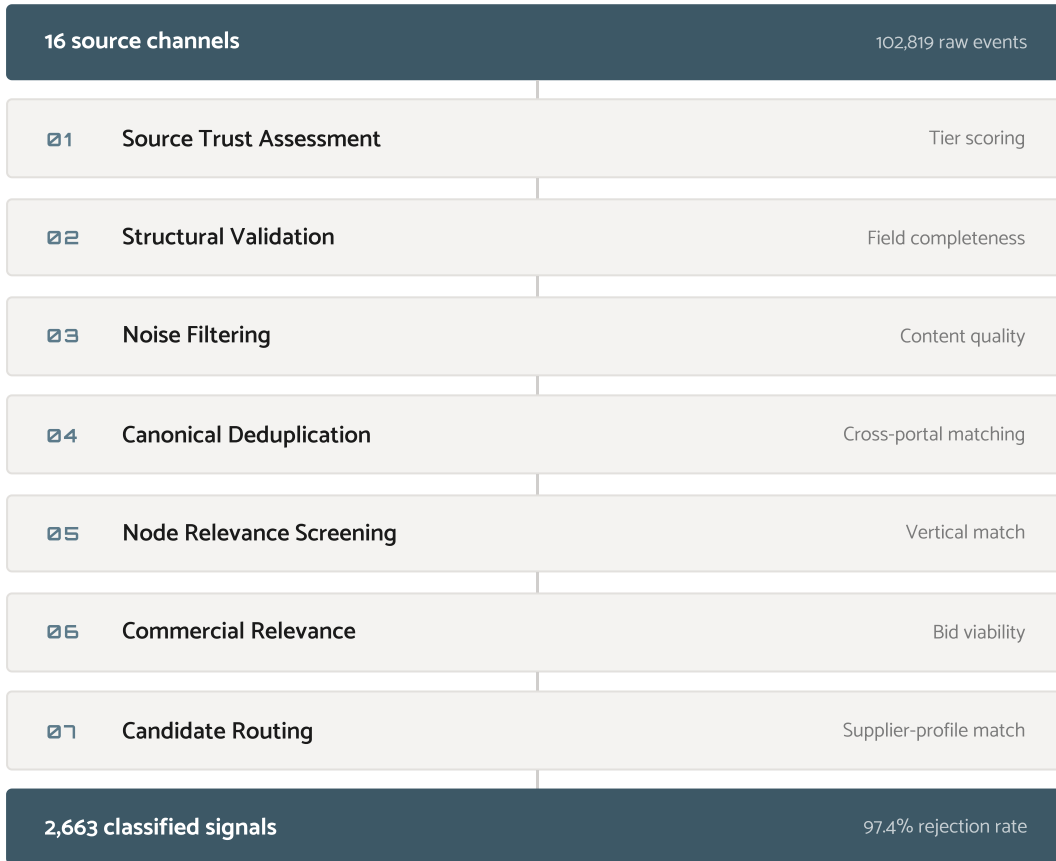 16 source channels 102,819 raw events
01 Source Trust Assessment Tier scoring
02 Structural Validation Field completeness
03 Noise Filtering Content quality
04 Canonical Deduplication Cross-portal matching
05 Node Relevance Screening Vertical match
06 Commercial Relevance Bid viability
07 Candidate Routing Supplier-profile match
2,663 classified signals 97.4% rejection rate